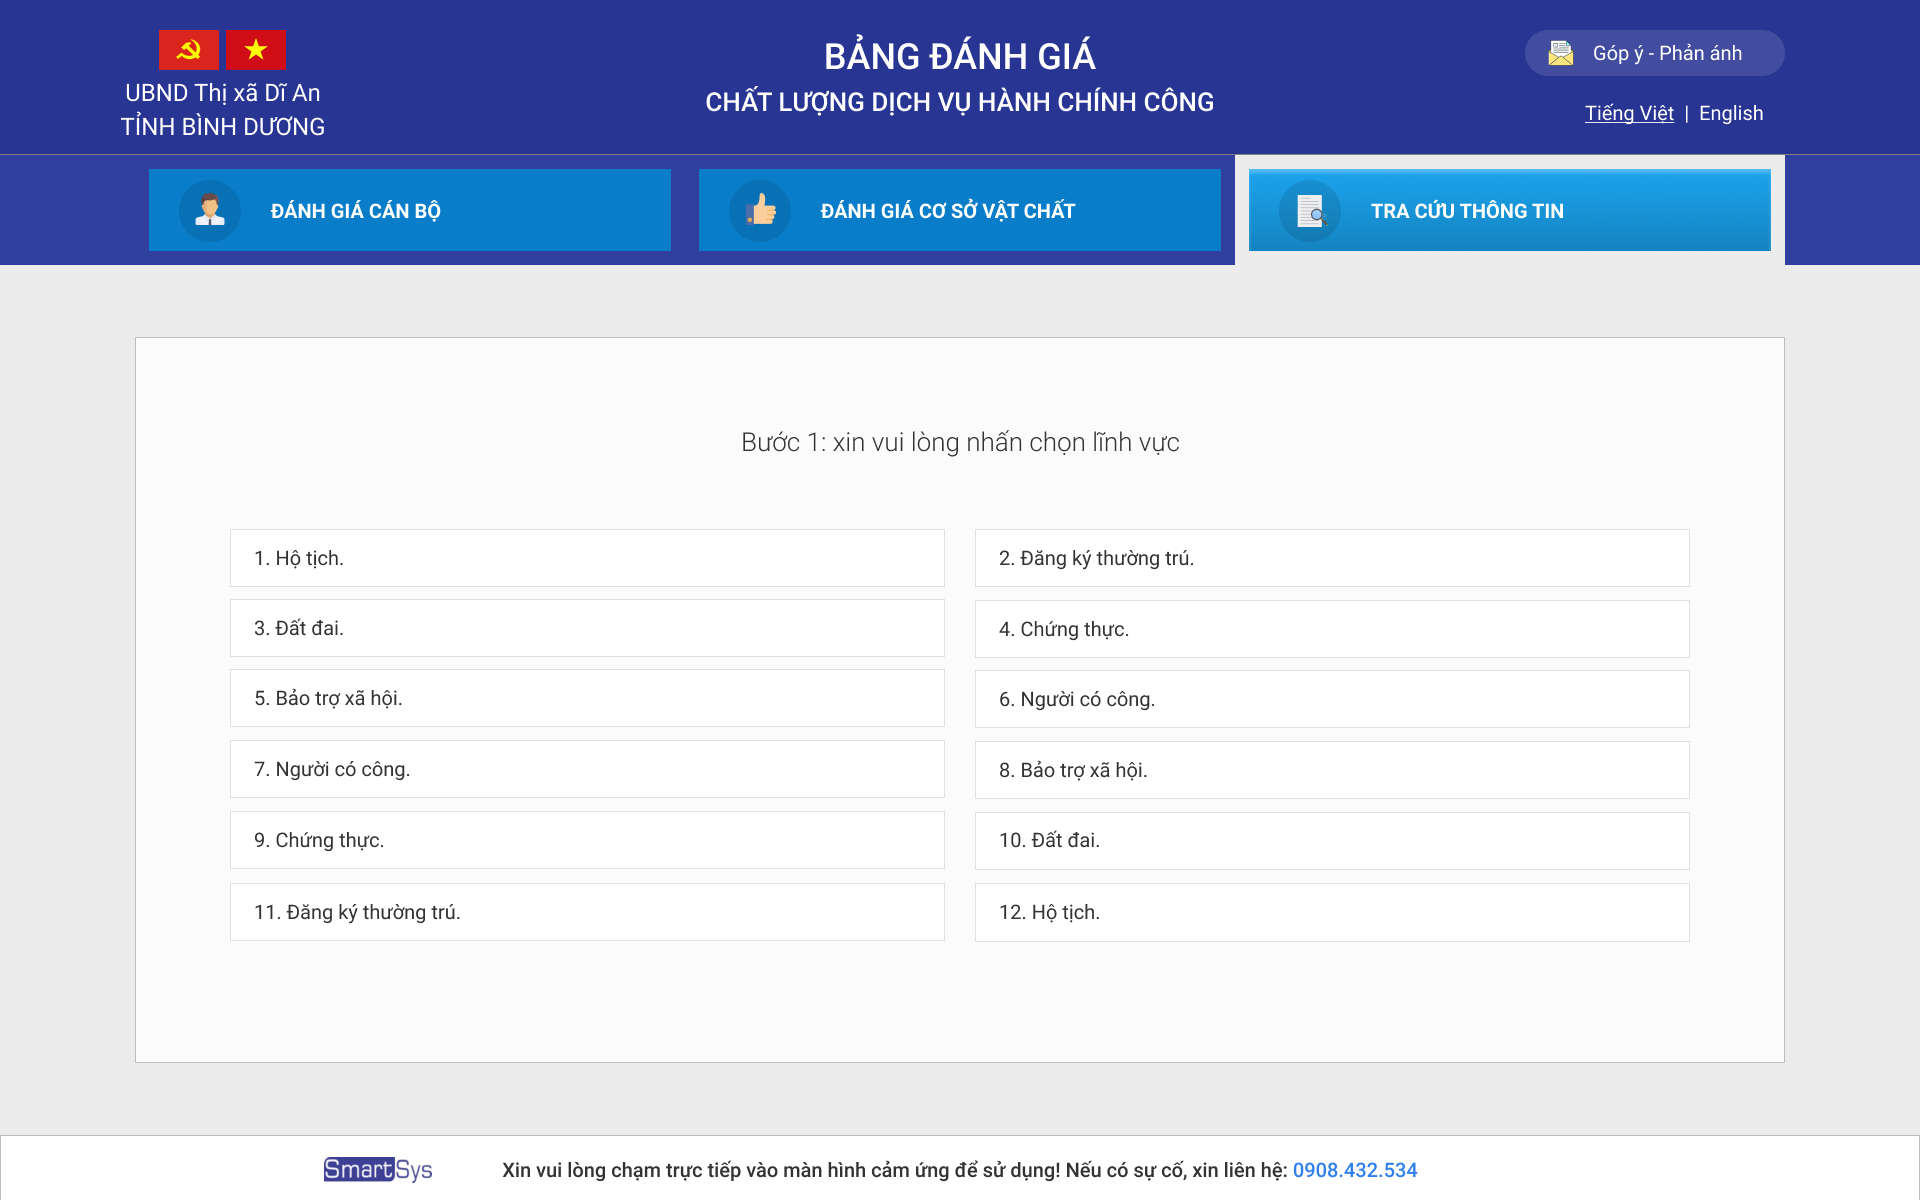 UBND Thị xã Dĩ An
TỈNH BÌNH DƯƠNG
BẢNG ĐÁNH GIÁ
CHẤT LƯỢNG DỊCH VỤ HÀNH CHÍNH CÔNG
Góp ý - Phản ánh
Tiếng Việt | English
ĐÁNH GIÁ CÁN BỘ
ĐÁNH GIÁ CƠ SỞ VẬT CHẤT
TRA CỨU THÔNG TIN
Bước 1: xin vui lòng nhấn chọn lĩnh vực
1. Hộ tịch.
2. Đăng ký thường trú.
3. Đất đai.
4. Chứng thực.
5. Bảo trợ xã hội.
6. Người có công.
7. Người có công.
8. Bảo trợ xã hội.
9. Chứng thực.
10. Đất đai.
11. Đăng ký thường trú.
12. Hộ tịch.
SmartSys
Xin vui lòng chạm trực tiếp vào màn hình cảm ứng để sử dụng! Nếu có sự cố, xin liên hệ: 0908.432.534